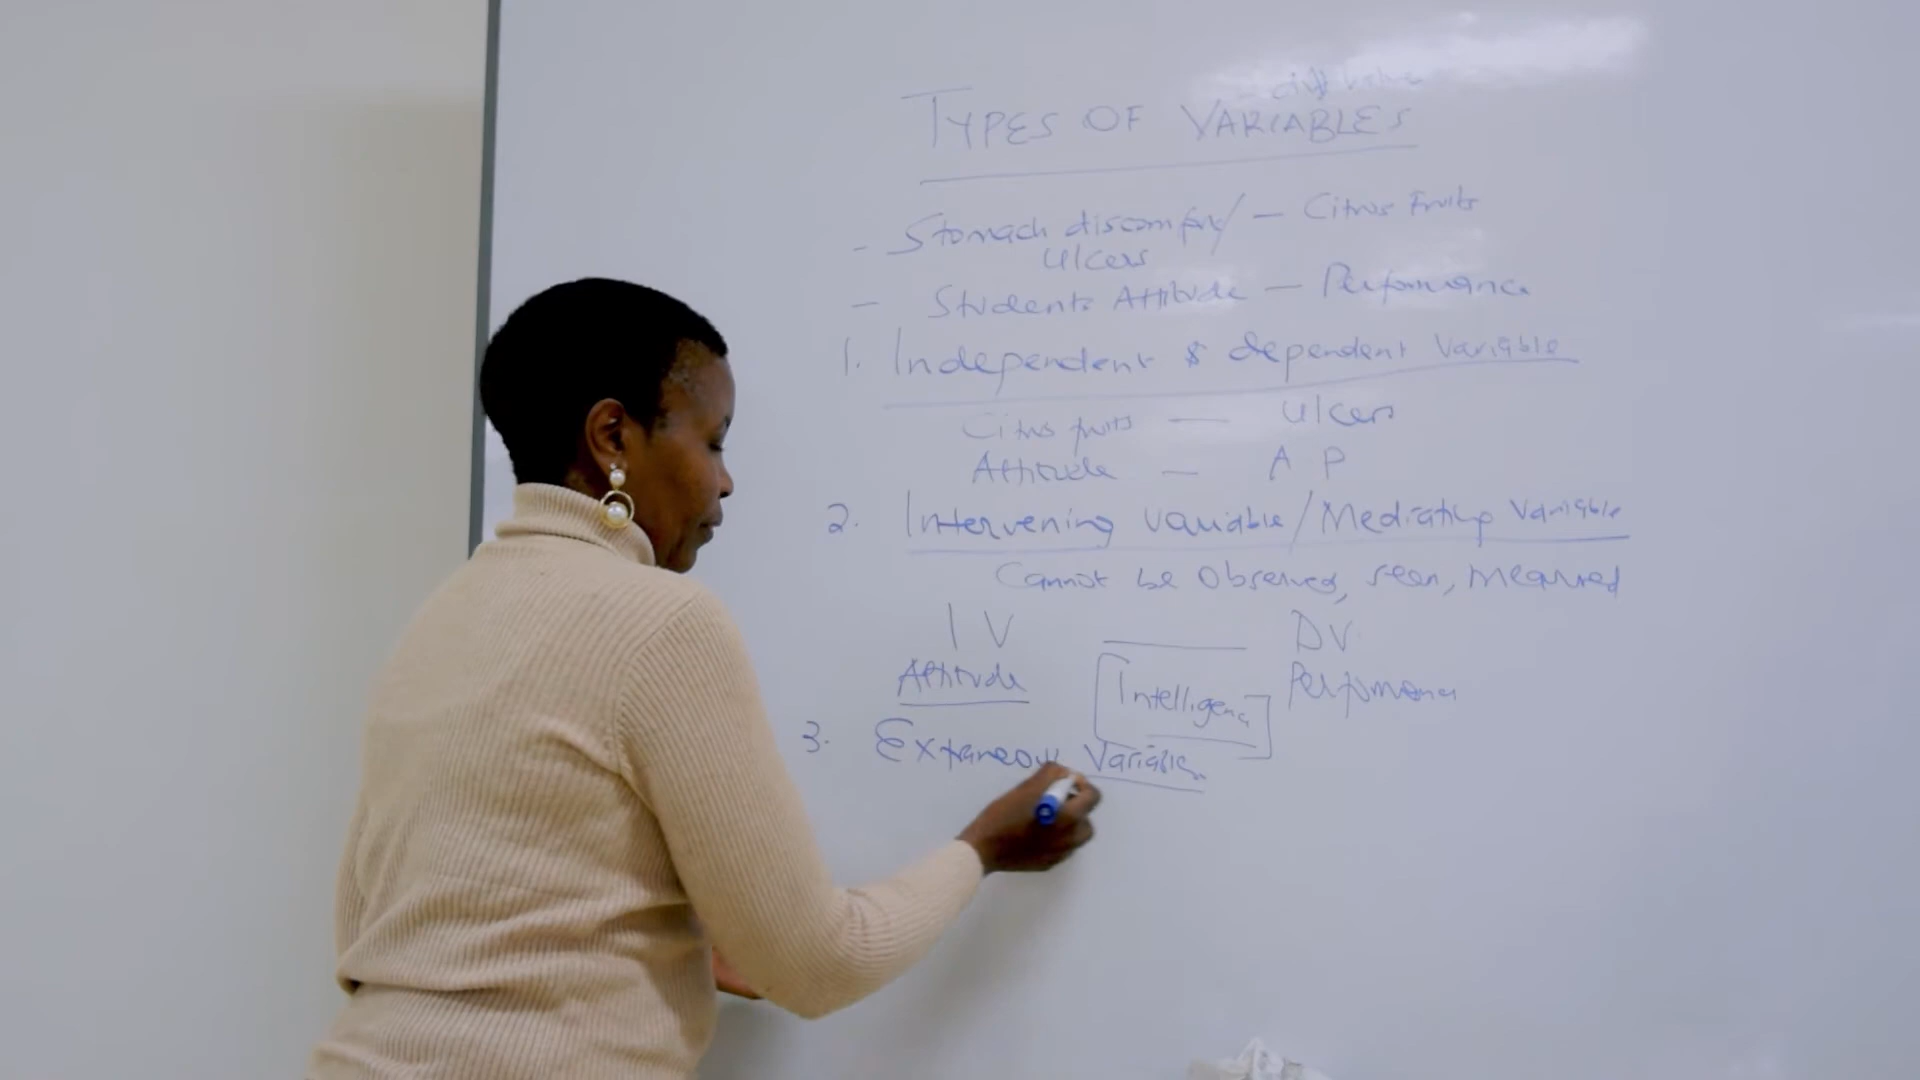 TYPES OF VARIABLES
- Stomach discomfort/ — Citrus Fruits
Ulcers
- Students Attitude — Performance
1. Independent & dependent Variable
Citrus fruits — Ulcers
Attitude — A P
2. Intervening Variable/Mediating Variable
Cannot be Observed, seen, measured
IV DV
Attitude Intelligence Performance
3. Extraneous Variables